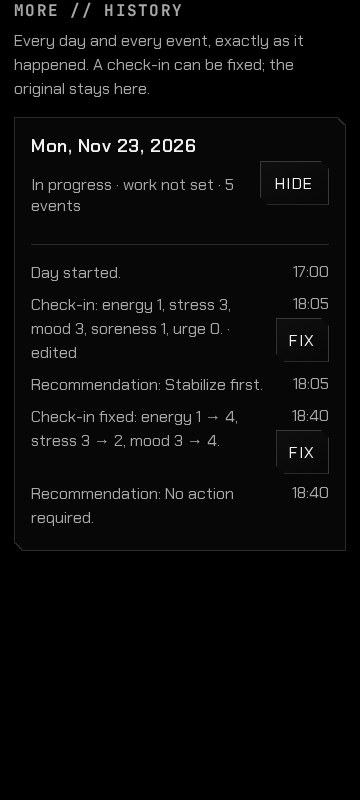 MORE // HISTORY
Every day and every event, exactly as it
happened. A check-in can be fixed; the
original stays here.
Mon, Nov 23, 2026
In progress · work not set · 5
events
HIDE
Day started.
17:00
Check-in: energy 1, stress 3,
mood 3, soreness 1, urge 0. ·
edited
18:05
FIX
Recommendation: Stabilize first.
18:05
Check-in fixed: energy 1 → 4,
stress 3 → 2, mood 3 → 4.
18:40
FIX
Recommendation: No action
required.
18:40